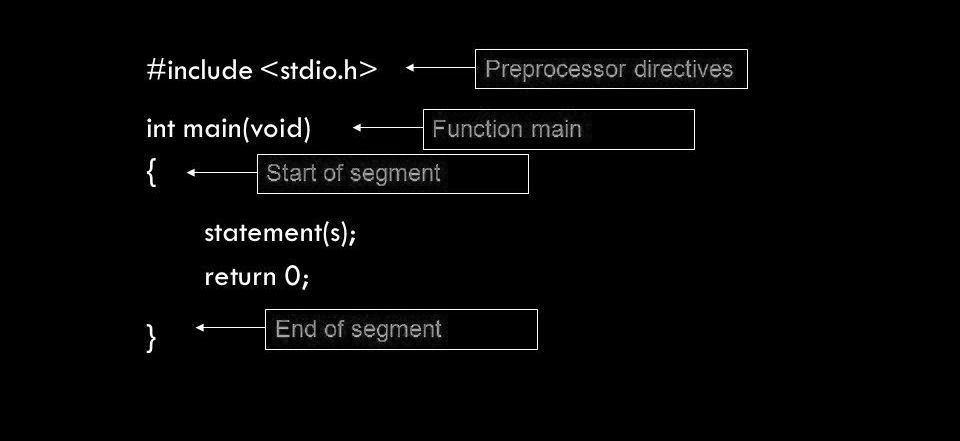 #include <stdio.h> Preprocessor directives
int main(void) Function main
{ Start of segment
statement(s);
return 0;
} End of segment